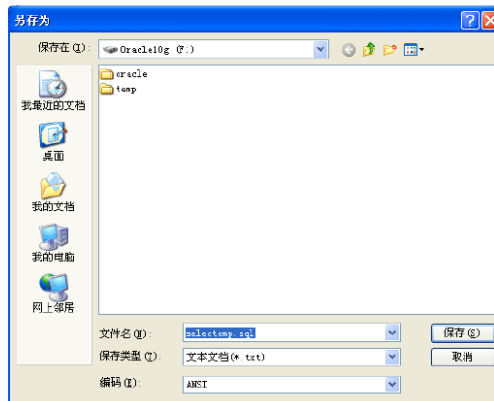 另存为
保存在(I):
Oracle10g (F:)
oracle
temp
我最近的文档
桌面
我的文档
我的电脑
网上邻居
文件名(N):
selectemp.sql
保存(S)
保存类型(T):
文本文档(*.txt)
取消
编码(E):
ANSI